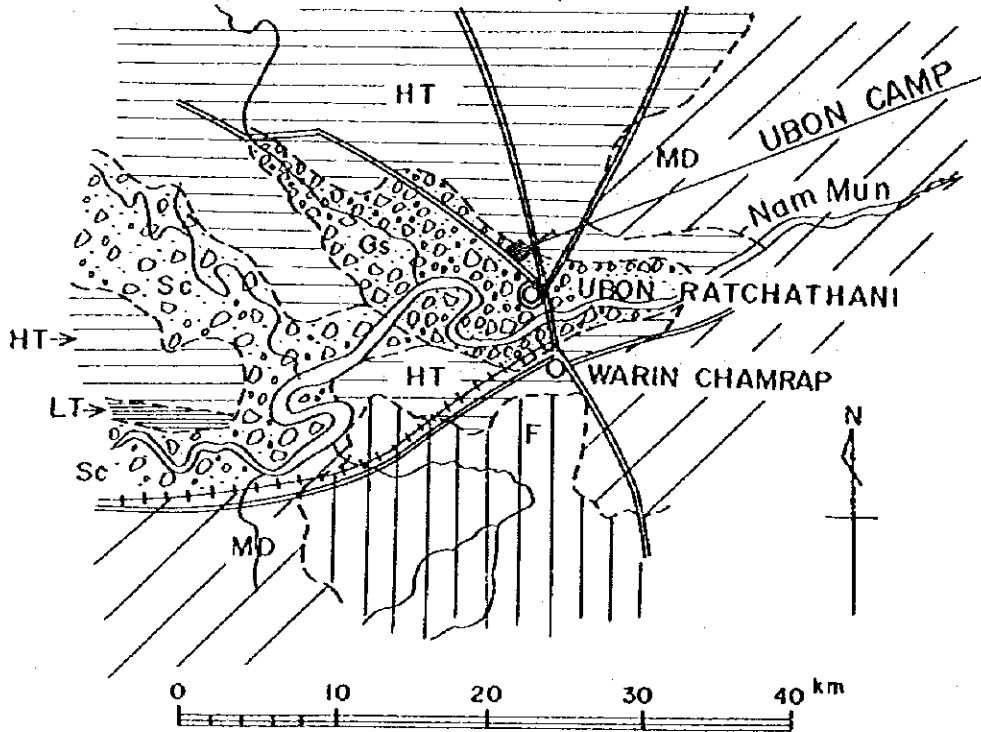 HT
UBON CAMP
MD
Nam Mun
Gs
Sc
UBON RATCHATHANI
HT→
HT
WARIN CHAMRAP
LT→
F
N
Sc
MD
0 10 20 30 40 km